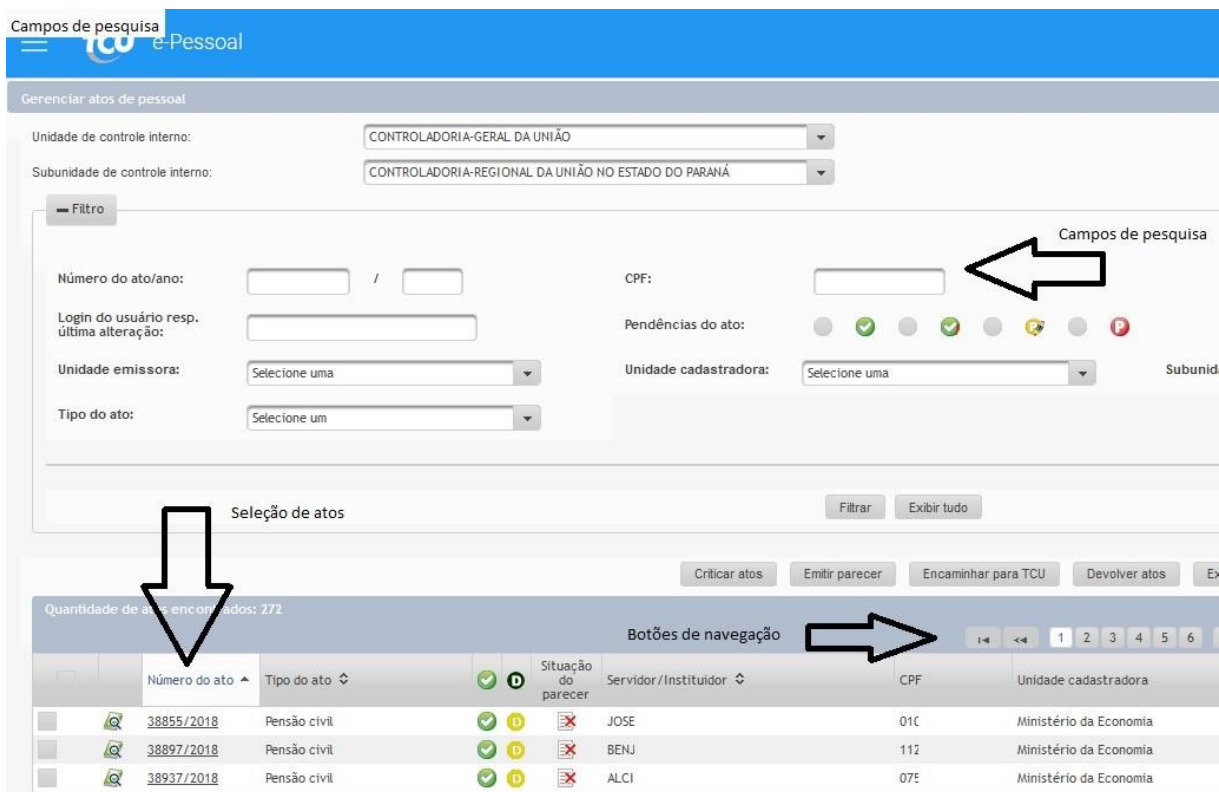 Campos de pesquisa
TCU e-Pessoal
Gerenciar atos de pessoal
Unidade de controle interno: CONTROLADORIA-GERAL DA UNIÃO
Subunidade de controle interno: CONTROLADORIA-REGIONAL DA UNIÃO NO ESTADO DO PARANÁ
Filtro
Campos de pesquisa
Número do ato/ano: / CPF:
Login do usuário resp.
última alteração:
Pendências do ato: P P
Unidade emissora: Selecione uma Unidade cadastradora: Selecione uma Subunid
Tipo do ato: Selecione um
Seleção de atos
Filtrar Exibir tudo
Criticar atos Emitir parecer Encaminhar para TCU Devolver atos Ex
Quantidade de atos encontrados: 272
Botões de navegação
1 2 3 4 5 6
Número do ato Tipo do ato D Situação do parecer Servidor/Instituidor CPF Unidade cadastradora
38855/2018 Pensão civil D JOSE 010 Ministério da Economia
38897/2018 Pensão civil D BENJ 112 Ministério da Economia
38937/2018 Pensão civil D ALCI 075 Ministério da Economia